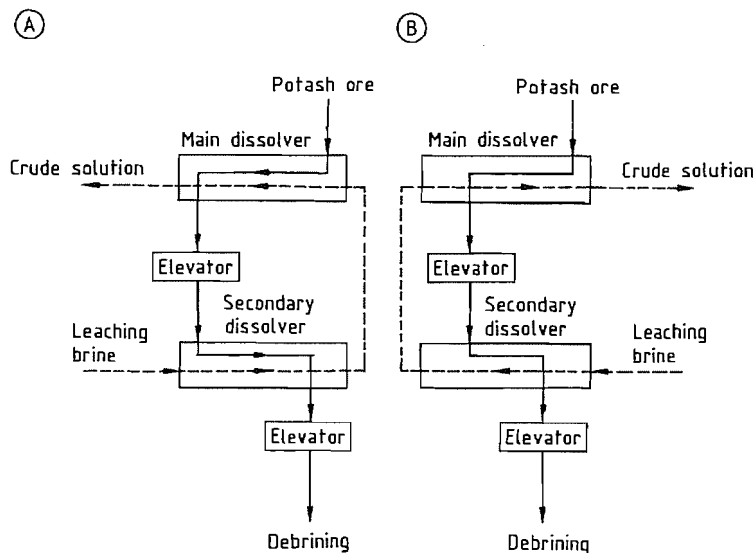 A
Potash ore
Main dissolver
Crude solution
Elevator
Secondary
dissolver
Leaching
brine
Elevator
Debrining
B
Potash ore
Main dissolver
Crude solution
Elevator
Secondary
dissolver
Leaching
brine
Elevator
Debrining